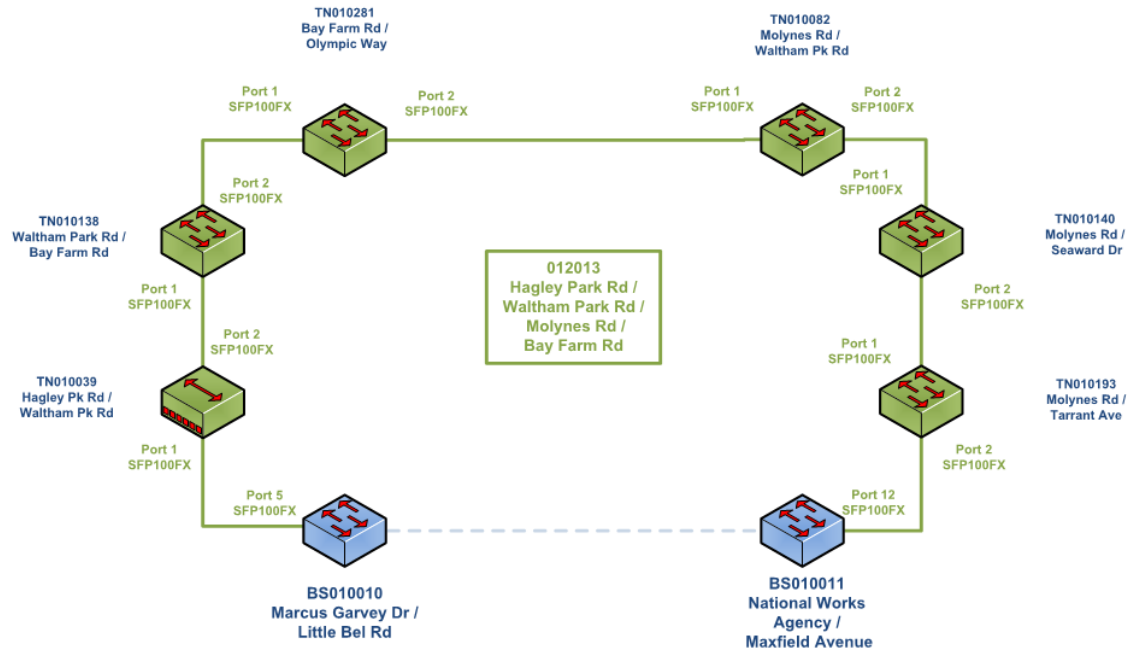 TN010281
Bay Farm Rd /
Olympic Way
TN010082
Molynes Rd /
Waltham Pk Rd
Port 1
SFP100FX
Port 2
SFP100FX
Port 1
SFP100FX
Port 2
SFP100FX
Port 2
SFP100FX
Port 1
SFP100FX
TN010138
Waltham Park Rd /
Bay Farm Rd
TN010140
Molynes Rd /
Seaward Dr
012013
Hagley Park Rd /
Waltham Park Rd /
Molynes Rd /
Bay Farm Rd
Port 1
SFP100FX
Port 2
SFP100FX
Port 2
SFP100FX
Port 1
SFP100FX
TN010039
Hagley Pk Rd /
Waltham Pk Rd
TN010193
Molynes Rd /
Tarrant Ave
Port 1
SFP100FX
Port 2
SFP100FX
Port 5
SFP100FX
Port 12
SFP100FX
BS010010
Marcus Garvey Dr /
Little Bel Rd
BS010011
National Works
Agency /
Maxfield Avenue